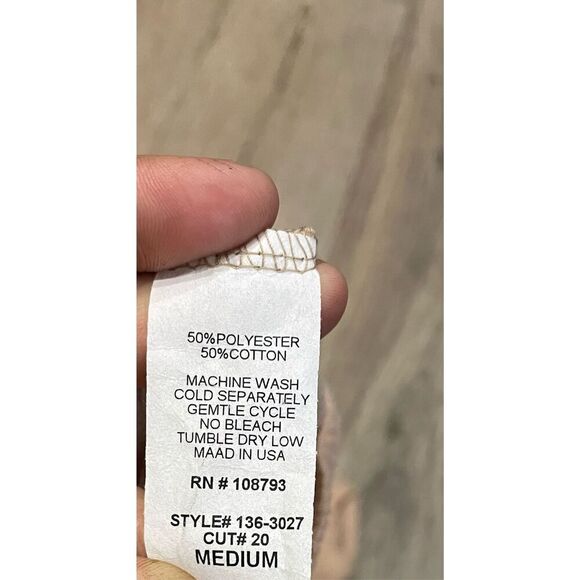 50%POLYESTER
50%COTTON
MACHINE WASH
COLD SEPARATELY
GEMTLE CYCLE
NO BLEACH
TUMBLE DRY LOW
MAAD IN USA
RN # 108793
STYLE# 136-3027
CUT# 20
MEDIUM